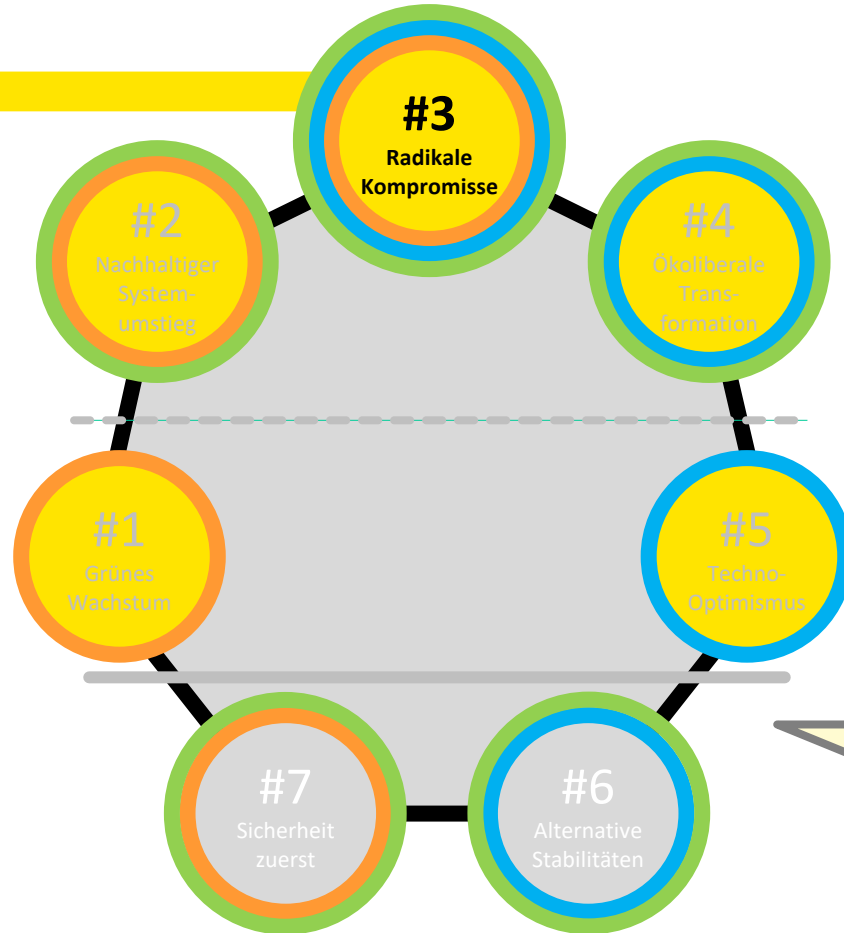 #3
Radikale
Kompromisse
#2
Nachhaltiger
System-
umstieg
#4
Ökoliberale
Trans-
formation
#1
Grünes
Wachstum
#5
Techno-
Optimismus
#7
Sicherheit
zuerst
#6
Alternative
Stabilitäten